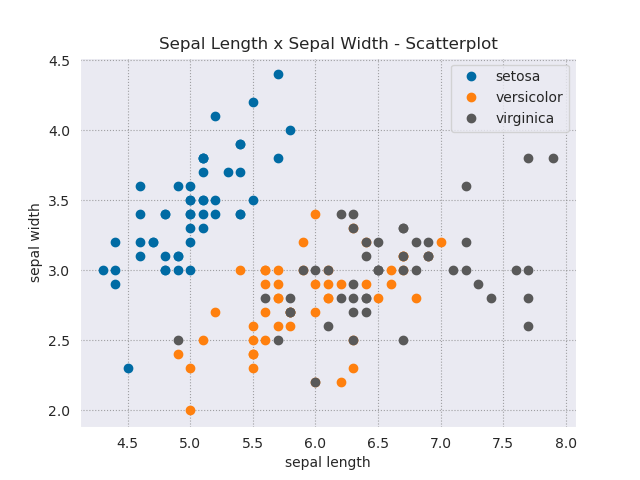 Sepal Length x Sepal Width - Scatterplot
setosa
versicolor
virginica
sepal width
4.5
4.0
3.5
3.0
2.5
2.0
4.5 5.0 5.5 6.0 6.5 7.0 7.5 8.0
sepal length